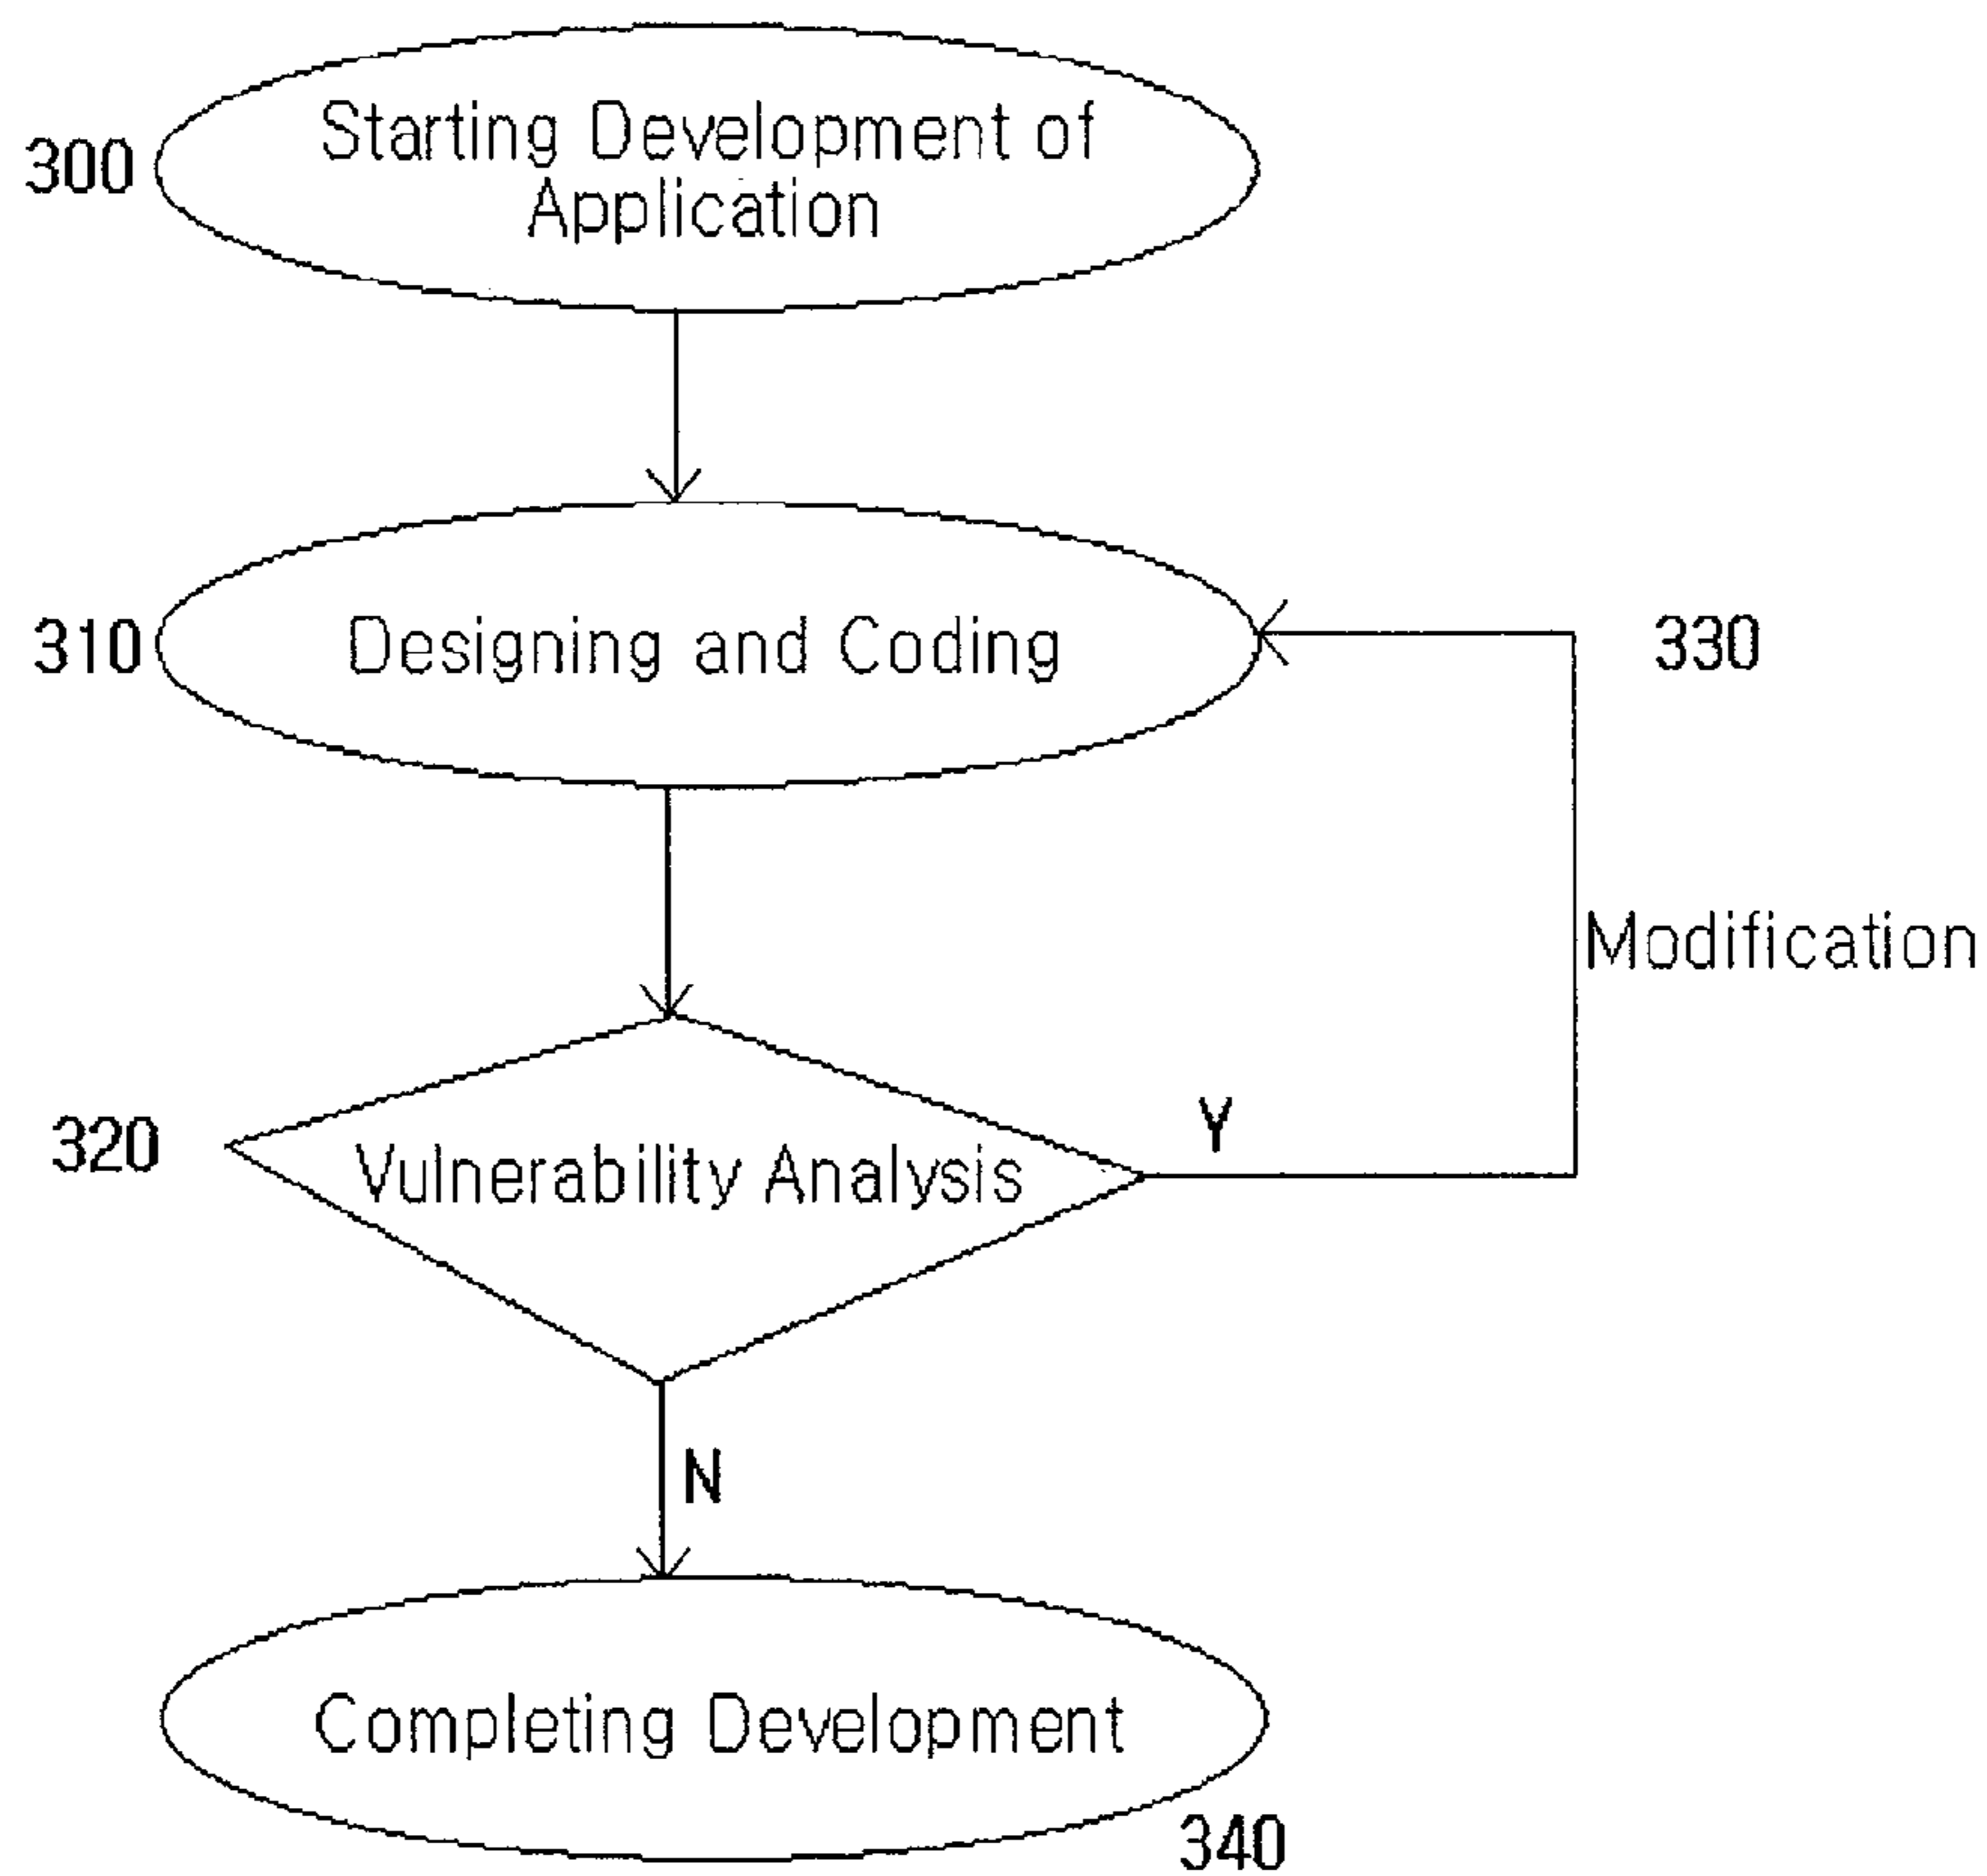 300
Starting Development of
Application
310
Designing and Coding
330
Modification
320
Vulnerability Analysis
Y
N
Completing Development
340